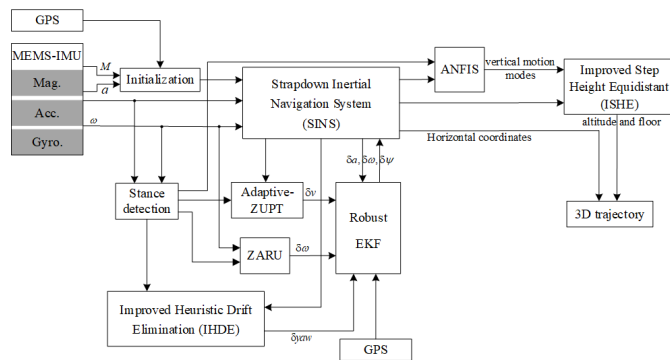 GPS
MEMS-IMU
M
Mag.
a
Acc.
ω
Gyro.
Initialization
Strapdown Inertial
Navigation System
(SINS)
ANFIS
vertical motion
modes
Improved Step
Height Equidistant
(ISHE)
altitude and floor
Horizontal coordinates
3D trajectory
δa, δω, δψ
Stance
detection
Adaptive-
ZUPT
δv
Robust
EKF
ZARU
δω
Improved Heuristic Drift
Elimination (IHDE)
δyaw
GPS